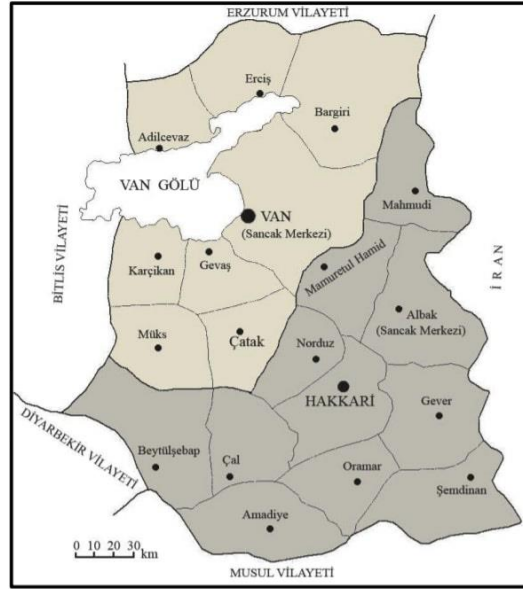 ERZURUM VİLAYETİ
Erciş
Bargiri
Adilcevaz
VAN GÖLÜ
Mahmudi
VAN
(Sancak Merkezi)
BİTLİS VİLAYETİ
Karçikan
Gevaş
Mamuretul Hamid
İRAN
Albak
(Sancak Merkezi)
Müks
Çatak
Norduz
HAKKARİ
Gever
DİYARBEKİR VİLAYETİ
Beytülşebap
Çal
Oramar
Şemdinan
Amadiye
0 10 20 30
km
MUSUL VİLAYETİ